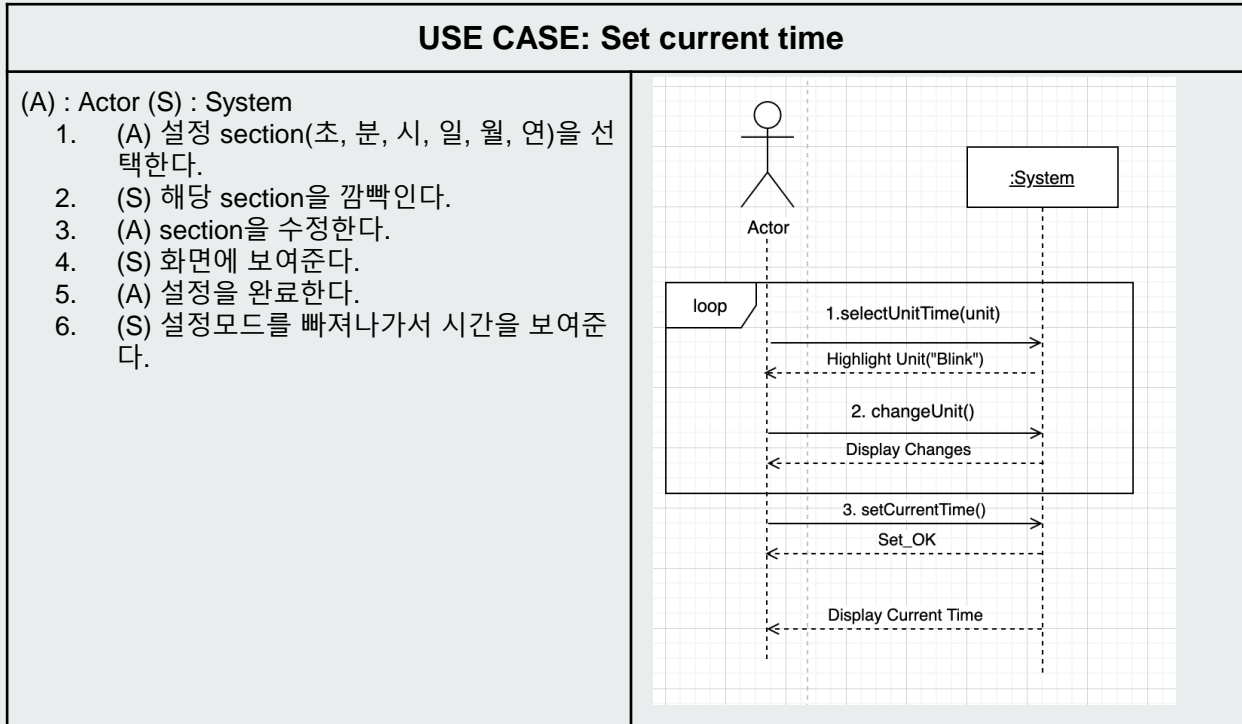 USE CASE: Set current time
(A) : Actor (S) : System
1. (A) 설정 section(초, 분, 시, 일, 월, 연)을 선
택한다.
2. (S) 해당 section을 깜빡인다.
3. (A) section을 수정한다.
4. (S) 화면에 보여준다.
5. (A) 설정을 완료한다.
6. (S) 설정모드를 빠져나가서 시간을 보여준
다.
:System
Actor
loop
1.selectUnitTime(unit)
Highlight Unit("Blink")
2. changeUnit()
Display Changes
3. setCurrentTime()
Set_OK
Display Current Time